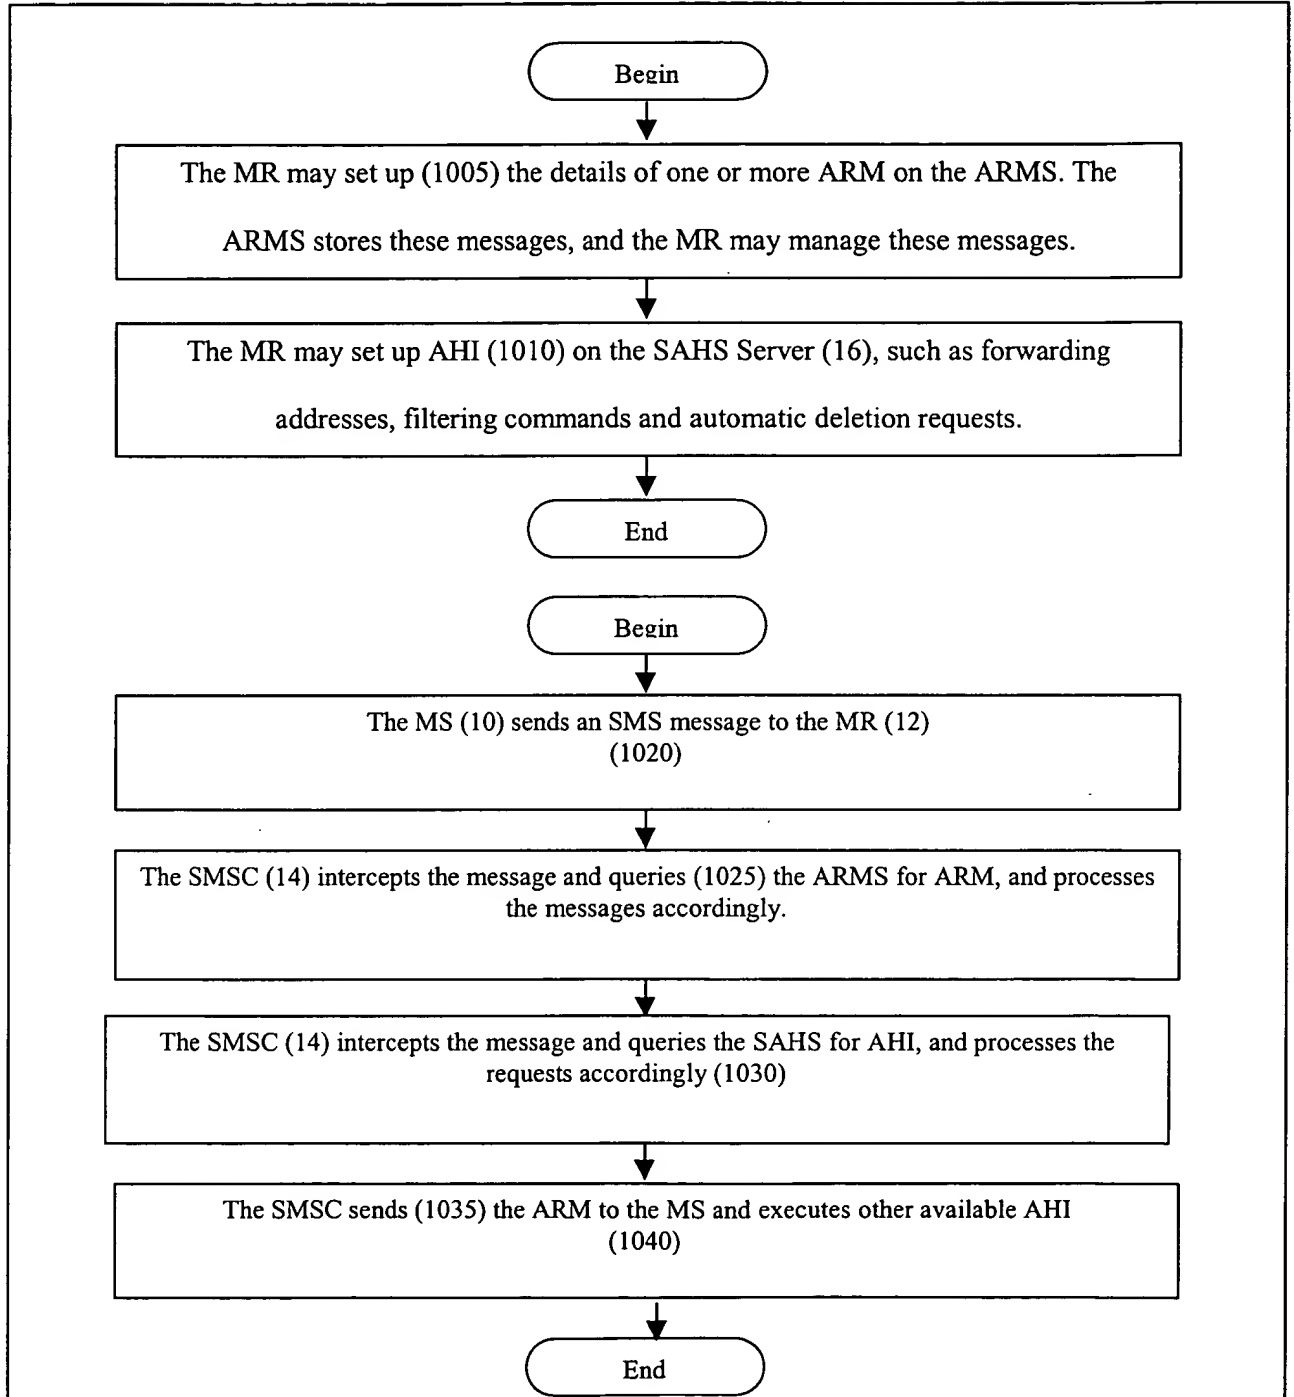 Begin
The MR may set up (1005) the details of one or more ARM on the ARMS. The
ARMS stores these messages, and the MR may manage these messages.
The MR may set up AHI (1010) on the SAHS Server (16), such as forwarding
addresses, filtering commands and automatic deletion requests.
End
Begin
The MS (10) sends an SMS message to the MR (12)
(1020)
The SMSC (14) intercepts the message and queries (1025) the ARMS for ARM, and processes
the messages accordingly.
The SMSC (14) intercepts the message and queries the SAHS for AHI, and processes the
requests accordingly (1030)
The SMSC sends (1035) the ARM to the MS and executes other available AHI
(1040)
End